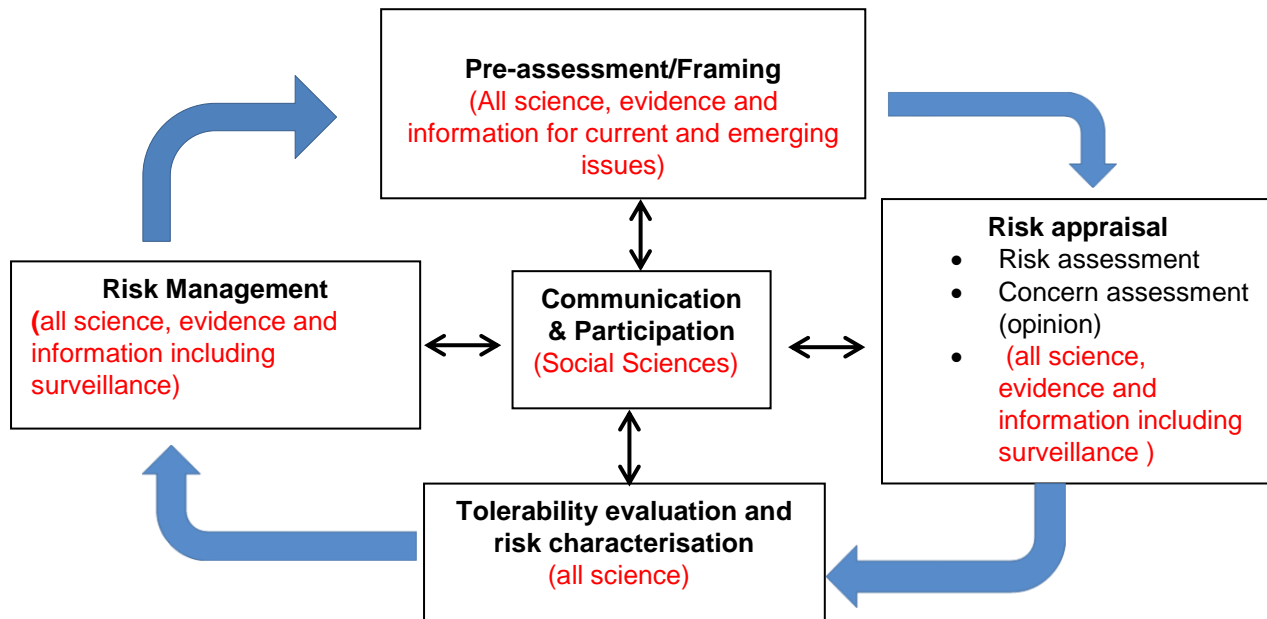 Pre-assessment/Framing
(All science, evidence and
information for current and emerging
issues)
Risk appraisal
• Risk assessment
• Concern assessment
(opinion)
• (all science,
evidence and
information including
surveillance )
Risk Management
(all science, evidence and
information including
surveillance)
Communication
& Participation
(Social Sciences)
Tolerability evaluation and
risk characterisation
(all science)